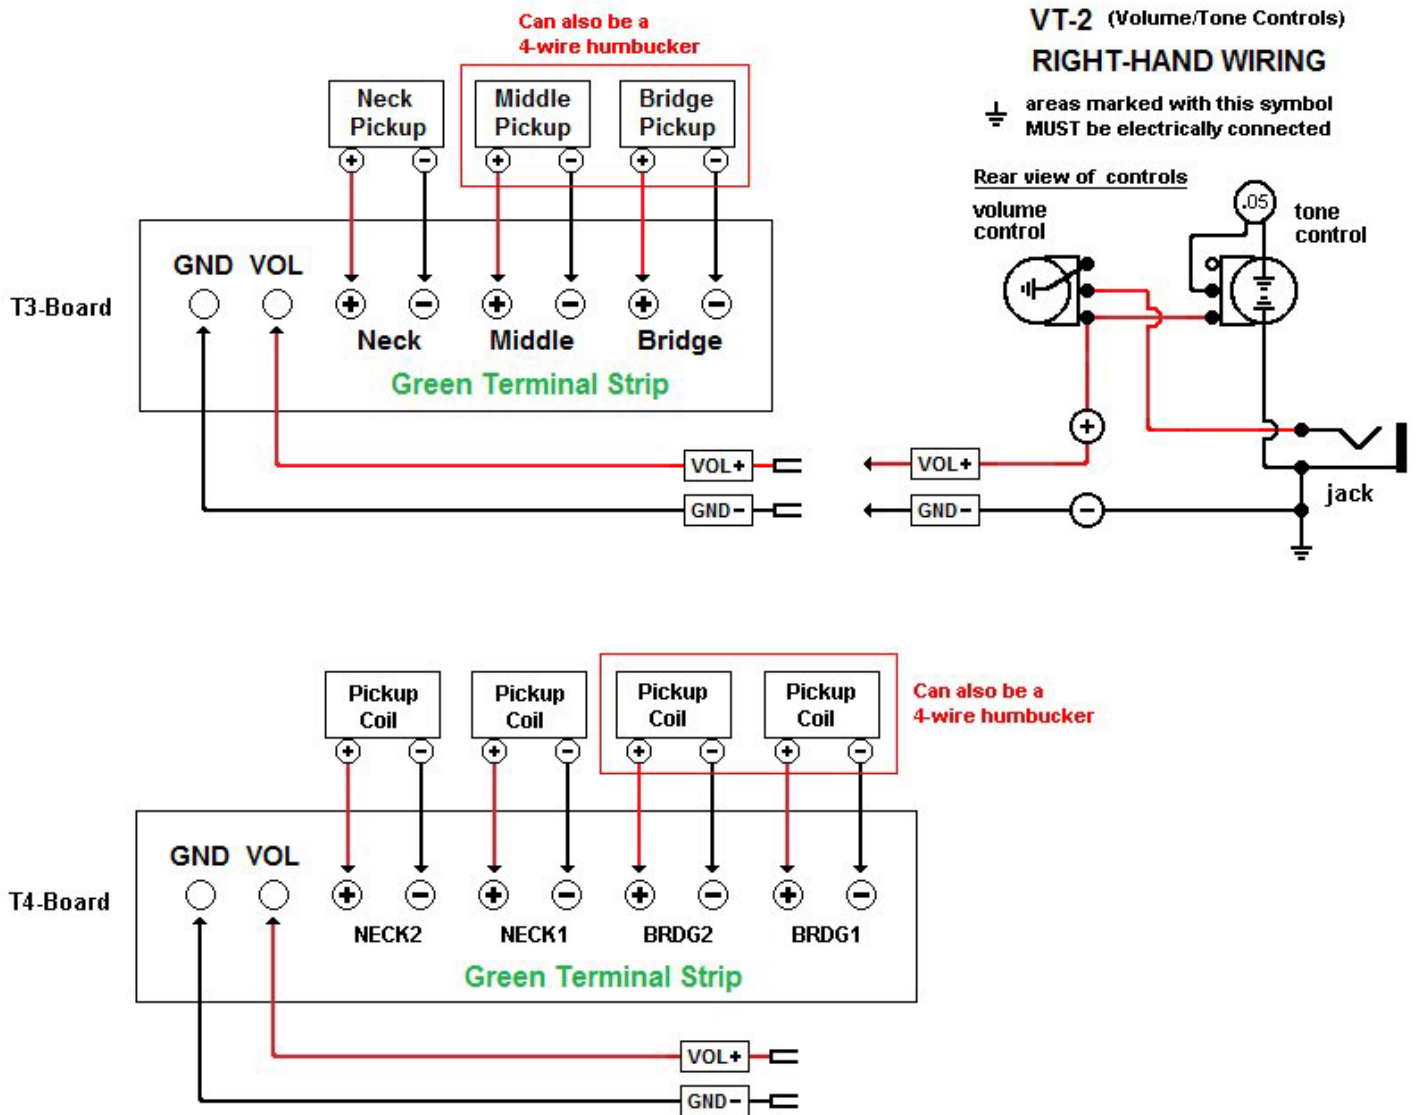 Can also be a
4-wire humbucker
VT-2 (Volume/Tone Controls)
RIGHT-HAND WIRING
areas marked with this symbol
MUST be electrically connected
Neck
Pickup
Middle
Pickup
Bridge
Pickup
+ − + − + −
Rear view of controls
volume
control
.05
tone
control
GND VOL
T3-Board
+ − + − + −
Neck Middle Bridge
Green Terminal Strip
VOL+
GND−
VOL+
GND−
+
−
jack
Pickup
Coil
Pickup
Coil
Pickup
Coil
Pickup
Coil
Can also be a
4-wire humbucker
+ − + − + − + −
GND VOL
T4-Board
+ − + − + − + −
NECK2 NECK1 BRDG2 BRDG1
Green Terminal Strip
VOL+
GND−